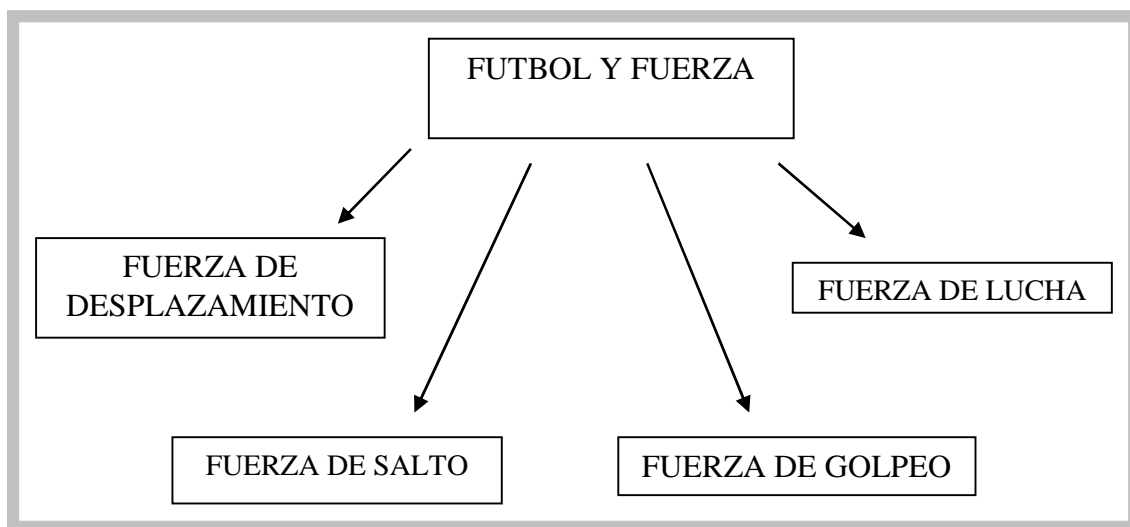 FUTBOL Y FUERZA
FUERZA DE
DESPLAZAMIENTO
FUERZA DE LUCHA
FUERZA DE SALTO
FUERZA DE GOLPEO